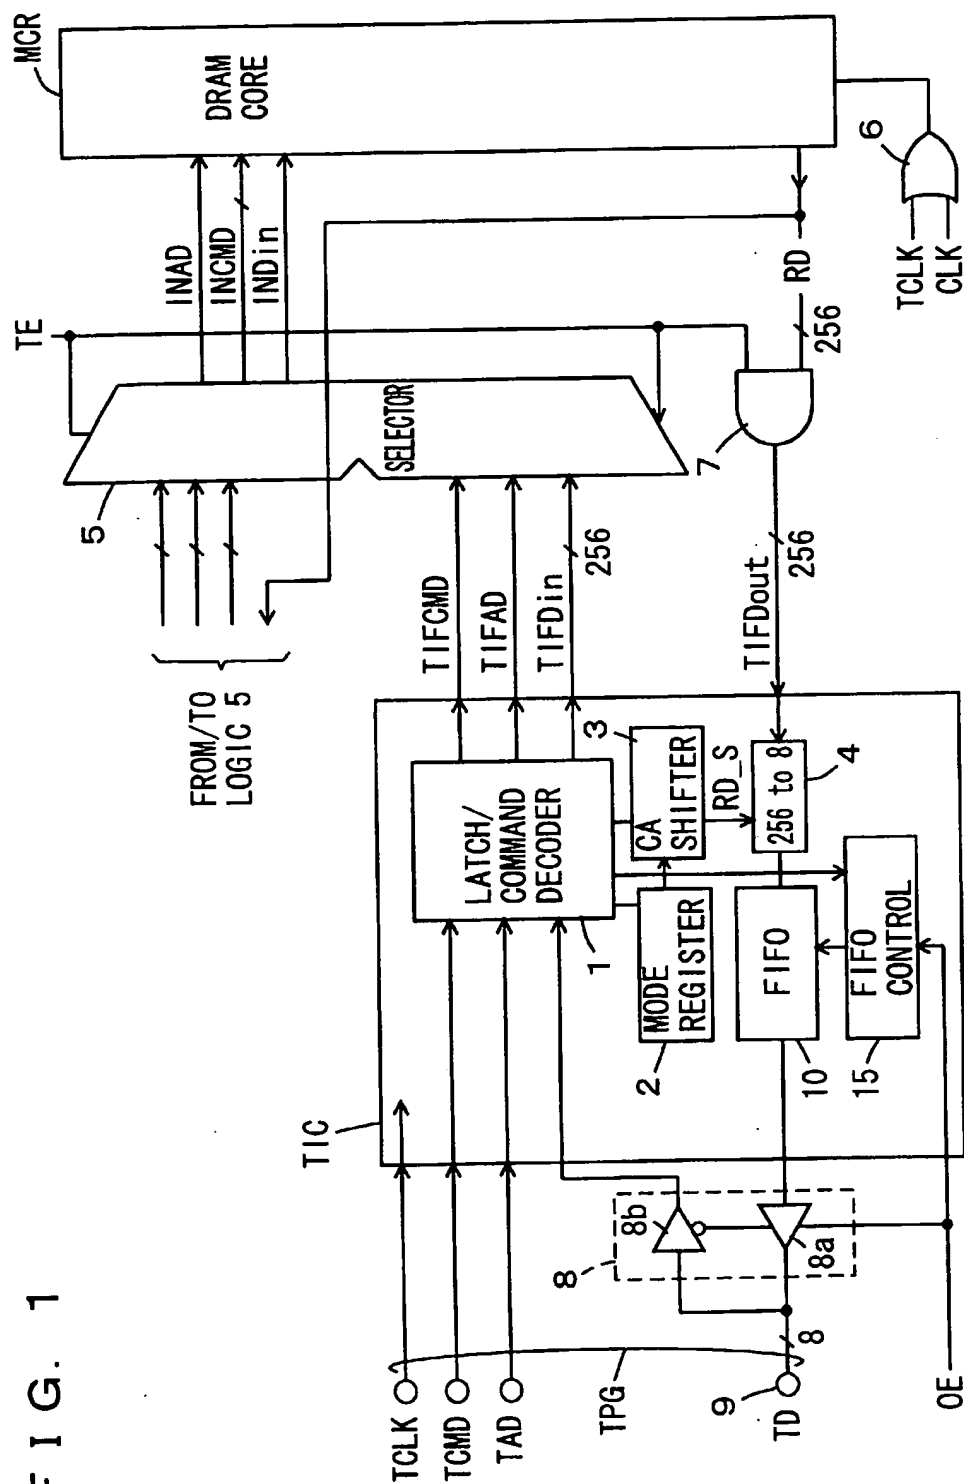 FIG. 1
TCLK
TCMD
TAD
TPG
9
TD
8
OE
8
8b
8a
TIC
LATCH/
COMMAND
DECODER
1
MODE
REGISTER
2
CA
SHIFTER
3
RD_S
256 to 8
4
FIFO
10
FIFO
CONTROL
15
FROM/TO
LOGIC 5
TIFCMD
TIFAD
TIFDin
256
TIFDout
256
5
SELECTOR
TE
7
INAD
INCMD
INDin
RD
256
MCR
DRAM
CORE
6
TCLK
CLK